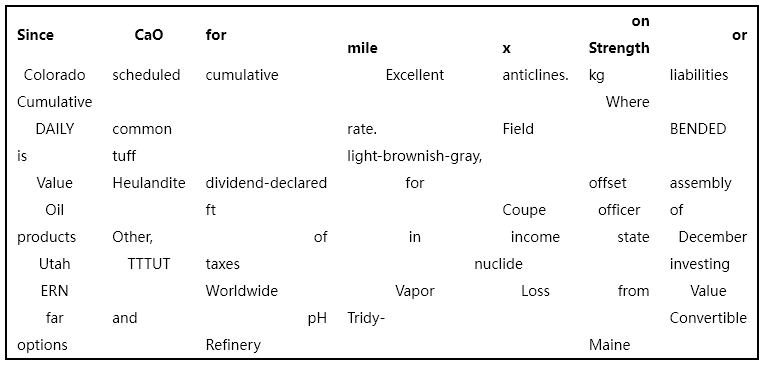 Since CaO for mile x on Strength or
Colorado scheduled cumulative Excellent anticlines. kg liabilities
Cumulative Where
DAILY common rate. Field BENDED
is tuff light-brownish-gray,
Value Heulandite dividend-declared for offset assembly
Oil ft Coupe officer of
products Other, of in income state December
Utah TTTUT taxes nuclide investing
ERN Worldwide Vapor Loss from Value
far and pH Tridy- Convertible
options Refinery Maine